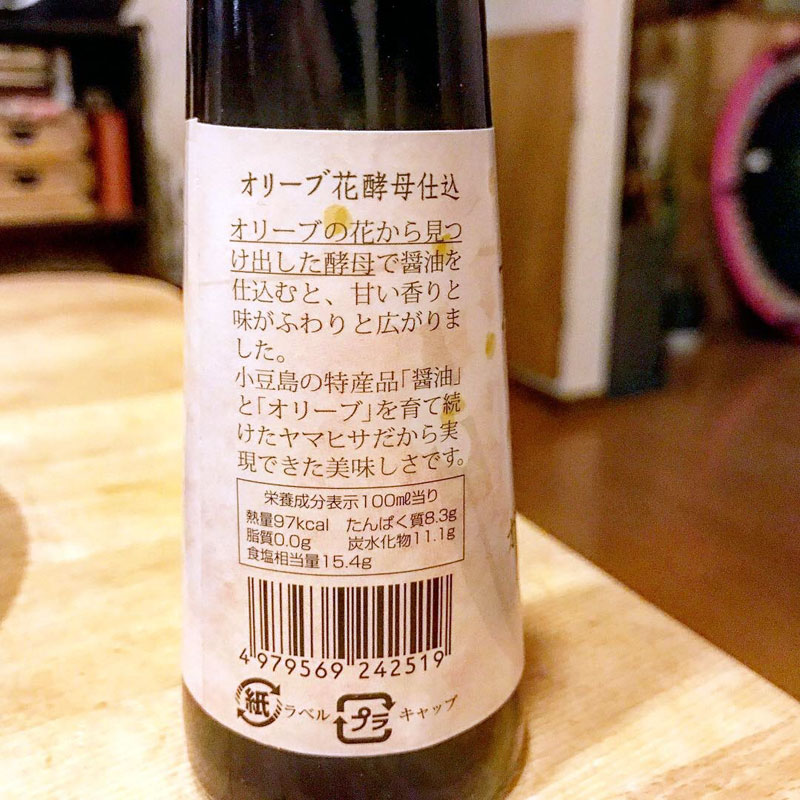 オリーブ花酵母仕込
オリーブの花から見つ
け出した酵母で醤油を
仕込むと、甘い香りと
味がふわりと広がりま
した。
小豆島の特産品「醤油」
と「オリーブ」を育て続
けたヤマヒサだから実
現できた美味しさです。
栄養成分表示100㎖当り
熱量97kcal たんぱく質8.3g
脂質0.0g 炭水化物11.1g
食塩相当量15.4g
4 979569 242519
紙 ラベル プラ キャップ